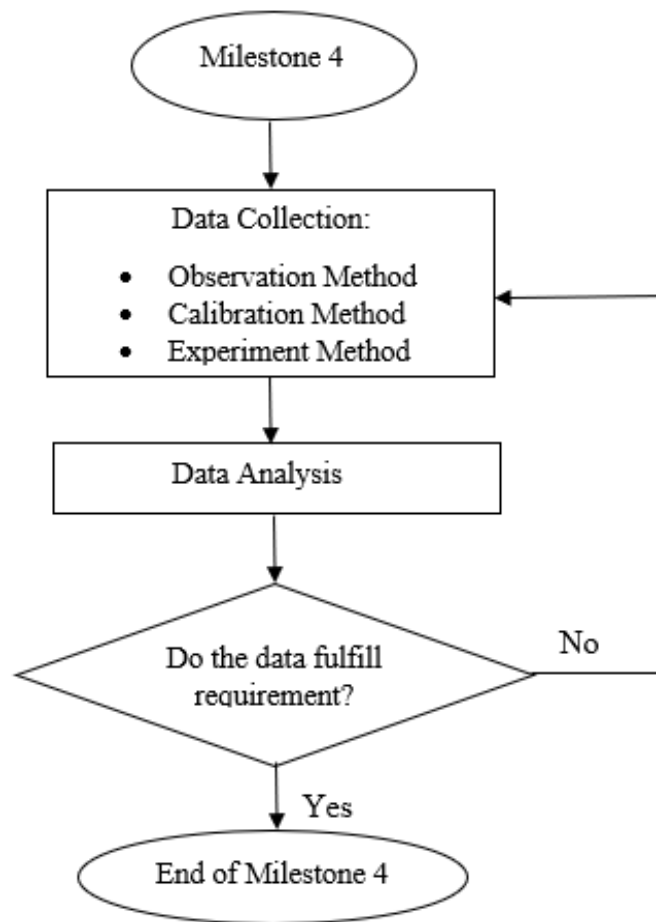 Milestone 4
Data Collection:
• Observation Method
• Calibration Method
• Experiment Method
Data Analysis
Do the data fulfill
requirement?
No
Yes
End of Milestone 4